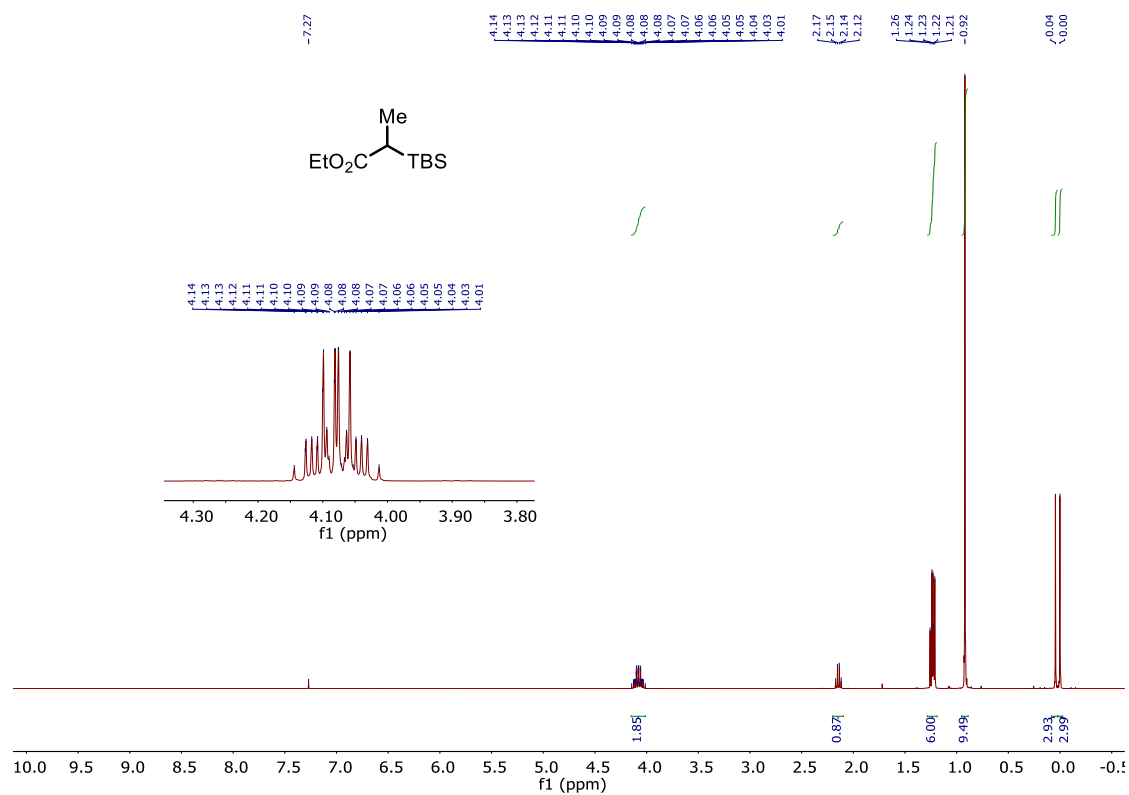 7.27
4.14 4.13 4.13 4.12 4.11 4.11 4.10 4.10 4.09 4.09 4.08 4.08 4.08 4.07 4.07 4.06 4.06 4.05 4.05 4.04 4.03 4.01
2.17 2.15 2.14 2.12
1.26 1.24 1.23 1.22 1.21 0.92
0.04 0.00
Me
EtO2C TBS
4.14 4.13 4.13 4.12 4.11 4.11 4.10 4.10 4.09 4.09 4.08 4.08 4.08 4.07 4.07 4.06 4.06 4.05 4.05 4.04 4.03 4.01
4.30 4.20 4.10 4.00 3.90 3.80
f1 (ppm)
1.85 0.87 6.00 9.49 2.93 2.99
10.0 9.5 9.0 8.5 8.0 7.5 7.0 6.5 6.0 5.5 5.0 4.5 4.0 3.5 3.0 2.5 2.0 1.5 1.0 0.5 0.0 -0.5
f1 (ppm)